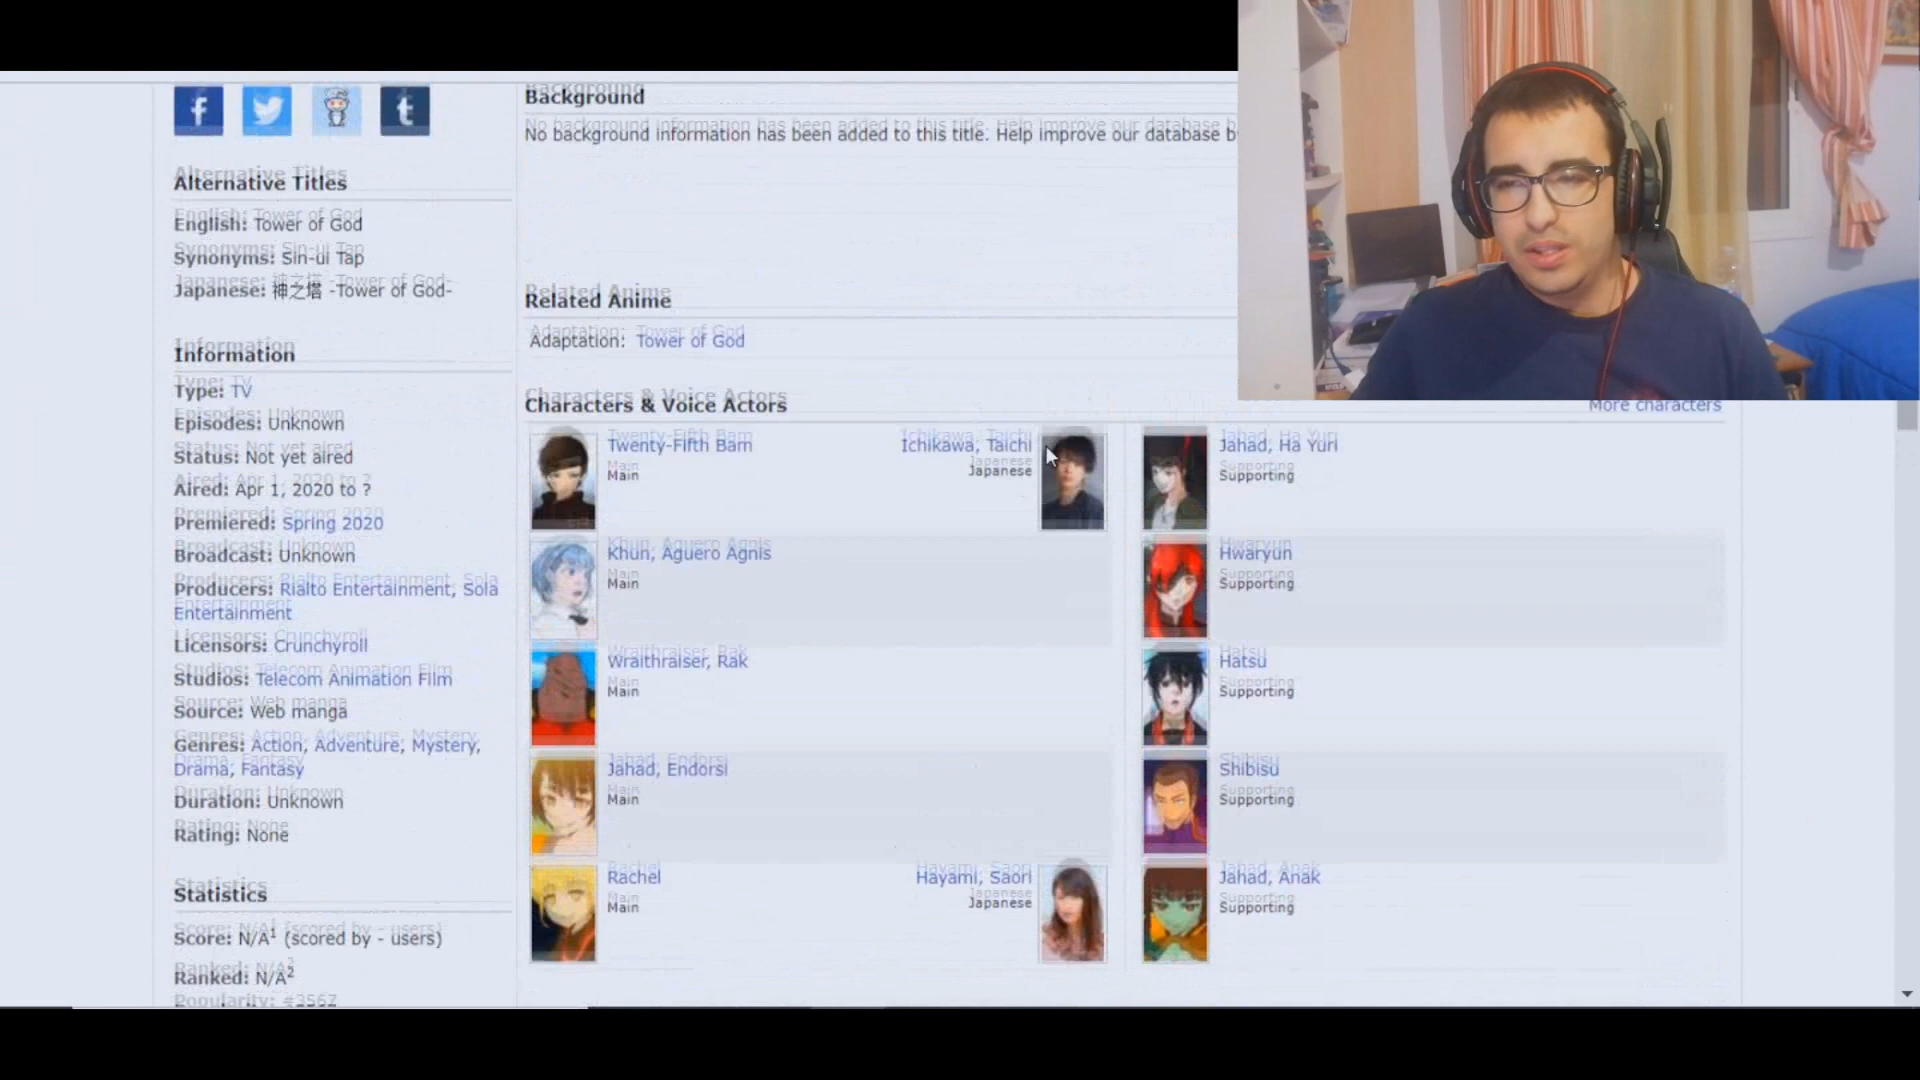 Background
No background information has been added to this title. Help improve our database b
Alternative Titles
English: Tower of God
Synonyms: Sin-ui Tap
Japanese: 神之塔 -Tower of God-
Information
Type: TV
Episodes: Unknown
Status: Not yet aired
Aired: Apr 1, 2020 to ?
Premiered: Spring 2020
Broadcast: Unknown
Producers: Rialto Entertainment, Sola
Entertainment
Licensors: Crunchyroll
Studios: Telecom Animation Film
Source: Web manga
Genres: Action, Adventure, Mystery,
Drama, Fantasy
Duration: Unknown
Rating: None
Statistics
Score: N/A¹ (scored by - users)
Ranked: N/A²
Popularity: #3567
Related Anime
Adaptation: Tower of God
Characters & Voice Actors
More characters
Twenty-Fifth Bam
Main
Ichikawa, Taichi
Japanese
Jahad, Ha Yuri
Supporting
Khun, Aguero Agnis
Main
Hwaryun
Supporting
Wraithraiser, Rak
Main
Hatsu
Supporting
Jahad, Endorsi
Main
Shibisu
Supporting
Rachel
Main
Hayami, Saori
Japanese
Jahad, Anak
Supporting